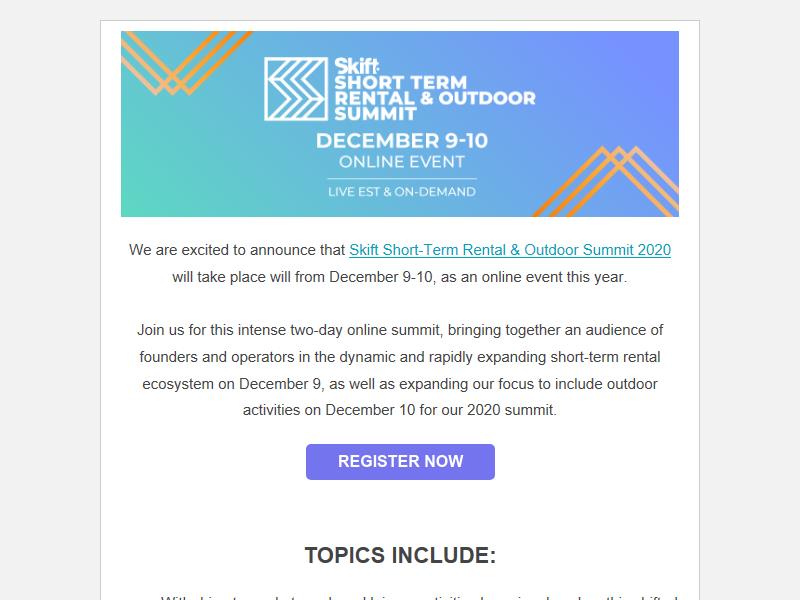 Skift:
SHORT TERM
RENTAL & OUTDOOR
SUMMIT
DECEMBER 9-10
ONLINE EVENT
LIVE EST & ON-DEMAND
We are excited to announce that Skift Short-Term Rental & Outdoor Summit 2020
will take place will from December 9-10, as an online event this year.
Join us for this intense two-day online summit, bringing together an audience of
founders and operators in the dynamic and rapidly expanding short-term rental
ecosystem on December 9, as well as expanding our focus to include outdoor
activities on December 10 for our 2020 summit.
REGISTER NOW
TOPICS INCLUDE: